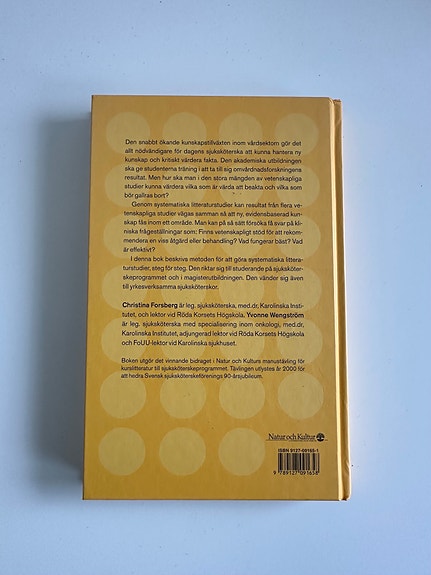 Den snabbt ökande kunskapstillväxten inom vårdsektorn gör det
allt nödvändigare för dagens sjuksköterska att kunna hantera ny
kunskap och kritiskt värdera fakta. Den akademiska utbildningen
ska ge studenterna träning i att ta till sig omvårdnadsforskningens
resultat. Men hur ska man i den stora mängden av vetenskapliga
studier kunna värdera vilka som är värda att beakta och vilka som
bör gallras bort?
Genom systematiska litteraturstudier kan resultat från flera ve-
tenskapliga studier vägas samman så att ny, evidensbaserad kun-
skap fås inom ett område. Man kan på så sätt försöka få svar på kli-
niska frågeställningar som: Finns vetenskapligt stöd för att rekom-
mendera en viss åtgärd eller behandling? Vad fungerar bäst? Vad
är effektivt?
I denna bok beskrivs metoden för att göra systematiska littera-
turstudier, steg för steg. Den riktar sig till studerande på sjuksköter-
skeprogrammet och i magisterutbildningen. Den vänder sig även
till yrkesverksamma sjuksköterskor.
Christina Forsberg är leg. sjuksköterska, med.dr, Karolinska Insti-
tutet, och lektor vid Röda Korsets Högskola. Yvonne Wengström
är leg. sjuksköterska med specialisering inom onkologi, med.dr,
Karolinska Institutet, adjungerad lektor vid Röda Korsets Högskola
och FoUU-lektor vid Karolinska sjukhuset.
Boken utgör det vinnande bidraget i Natur och Kulturs manustävling för
kurslitteratur till sjuksköterskeprogrammet. Tävlingen utlystes år 2000 för
att hedra Svensk sjuksköterskeförenings 90-årsjubileum.
Natur och Kultur
ISBN 9127-09165-1
9 789127 091658